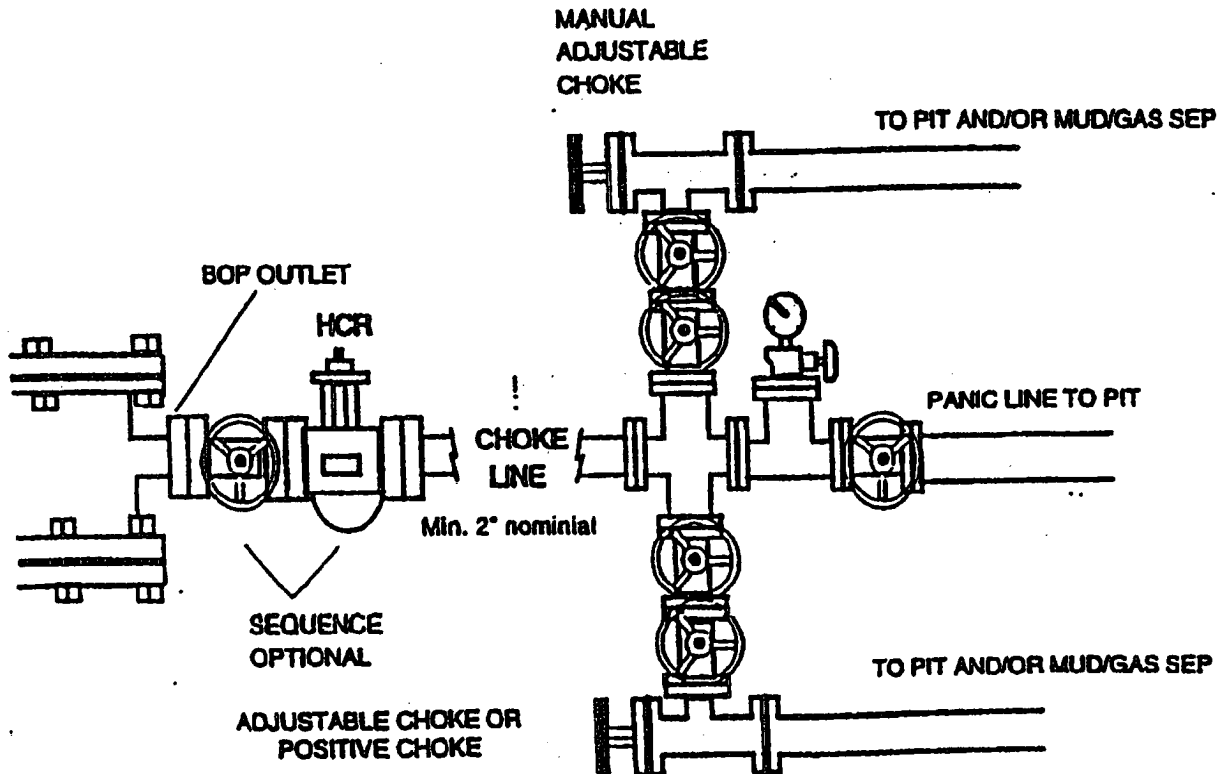 MANUAL
ADJUSTABLE
CHOKE
TO PIT AND/OR MUD/GAS SEP
BOP OUTLET
HCR
PANIC LINE TO PIT
CHOKE
LINE
Min. 2" nominial
SEQUENCE
OPTIONAL
TO PIT AND/OR MUD/GAS SEP
ADJUSTABLE CHOKE OR
POSITIVE CHOKE